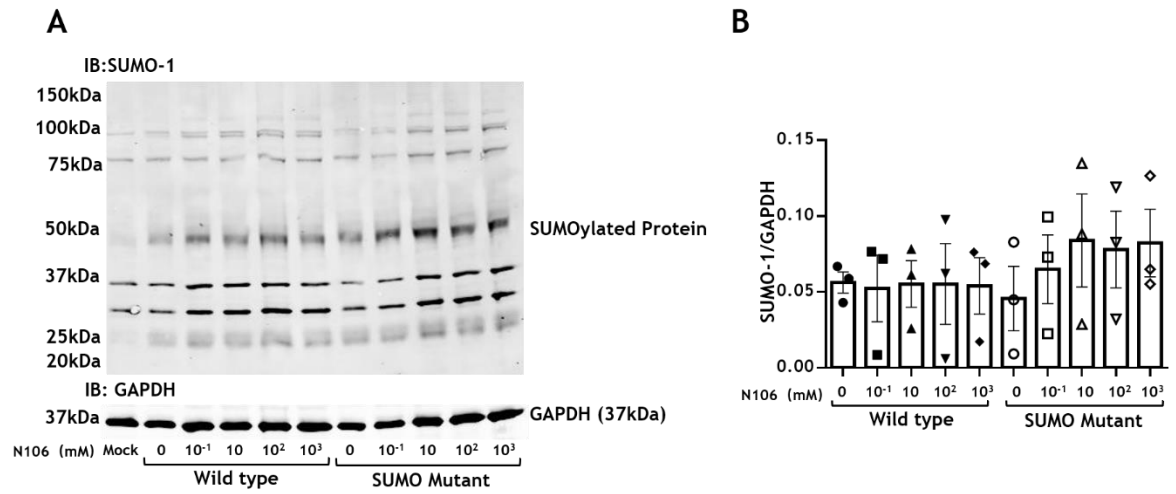 A
IB:SUMO-1
150kDa
100kDa
75kDa
50kDa
SUMOylated Protein
37kDa
25kDa
20kDa
IB: GAPDH
37kDa
GAPDH (37kDa)
N106 (mM) Mock 0 10⁻¹ 10 10² 10³ 0 10⁻¹ 10 10² 10³
Wild type SUMO Mutant
B
SUMO-1/GAPDH
0.15
0.10
0.05
0.00
N106 (mM) 0 10⁻¹ 10 10² 10³ 0 10⁻¹ 10 10² 10³
Wild type SUMO Mutant